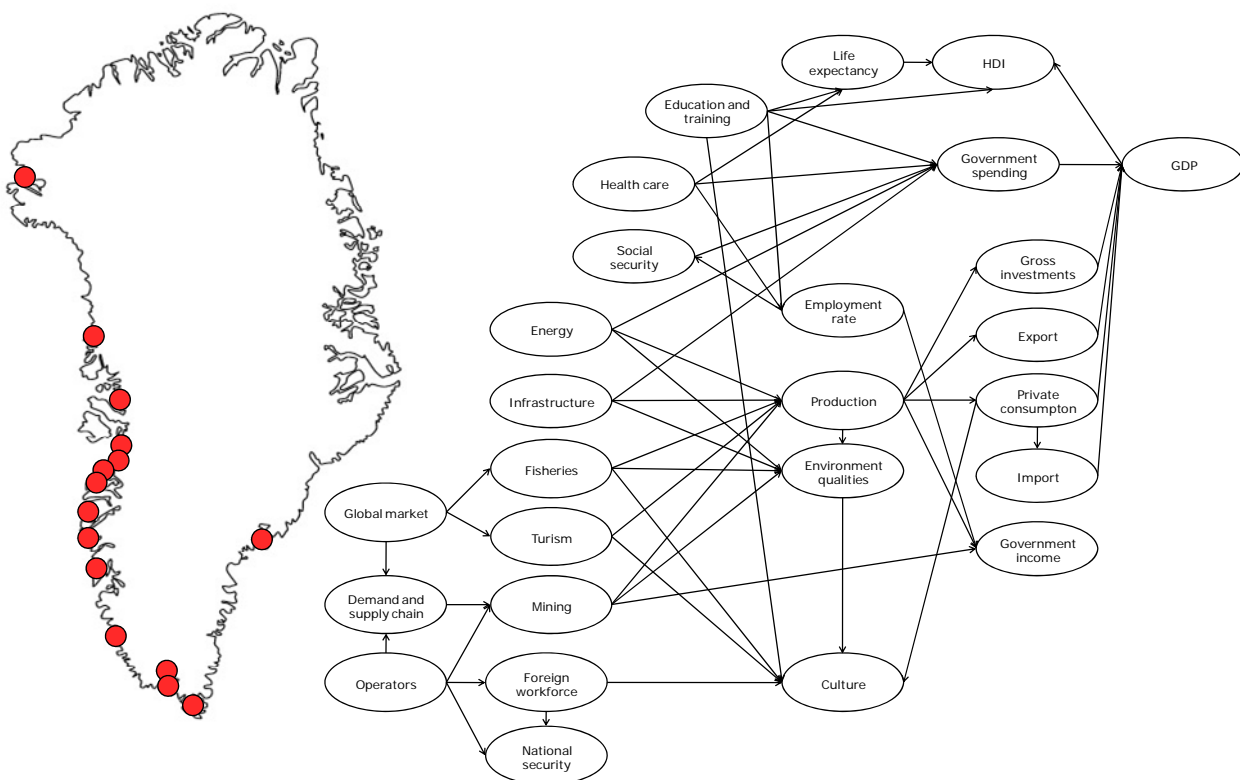 Life
expectancy
HDI
Education and
training
Government
spending
GDP
Health care
Social
security
Gross
investments
Employment
rate
Energy
Export
Infrastructure
Production
Private
consumpton
Fisheries
Environment
qualities
Import
Global market
Turism
Government
income
Demand and
supply chain
Mining
Operators
Foreign
workforce
Culture
National
security